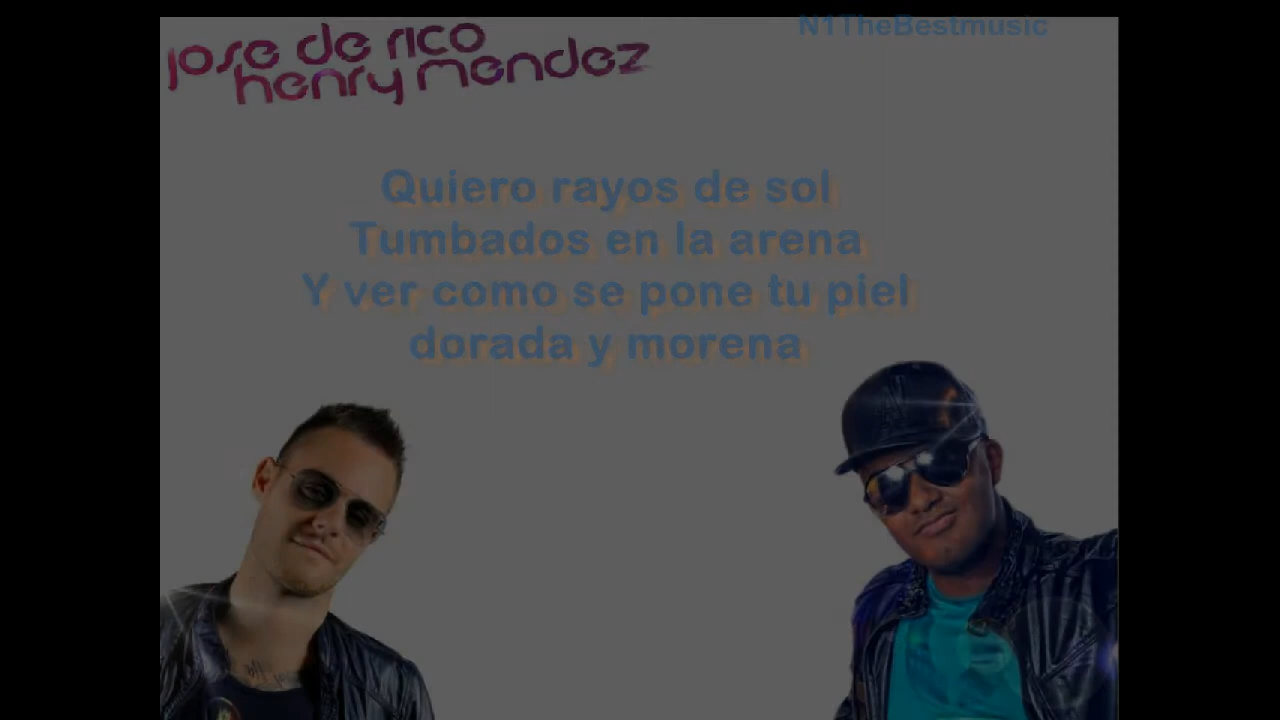 N1TheBestmusic
jose de rico
henry mendez
Quiero rayos de sol
Tumbados en la arena
Y ver como se pone tu piel
dorada y morena